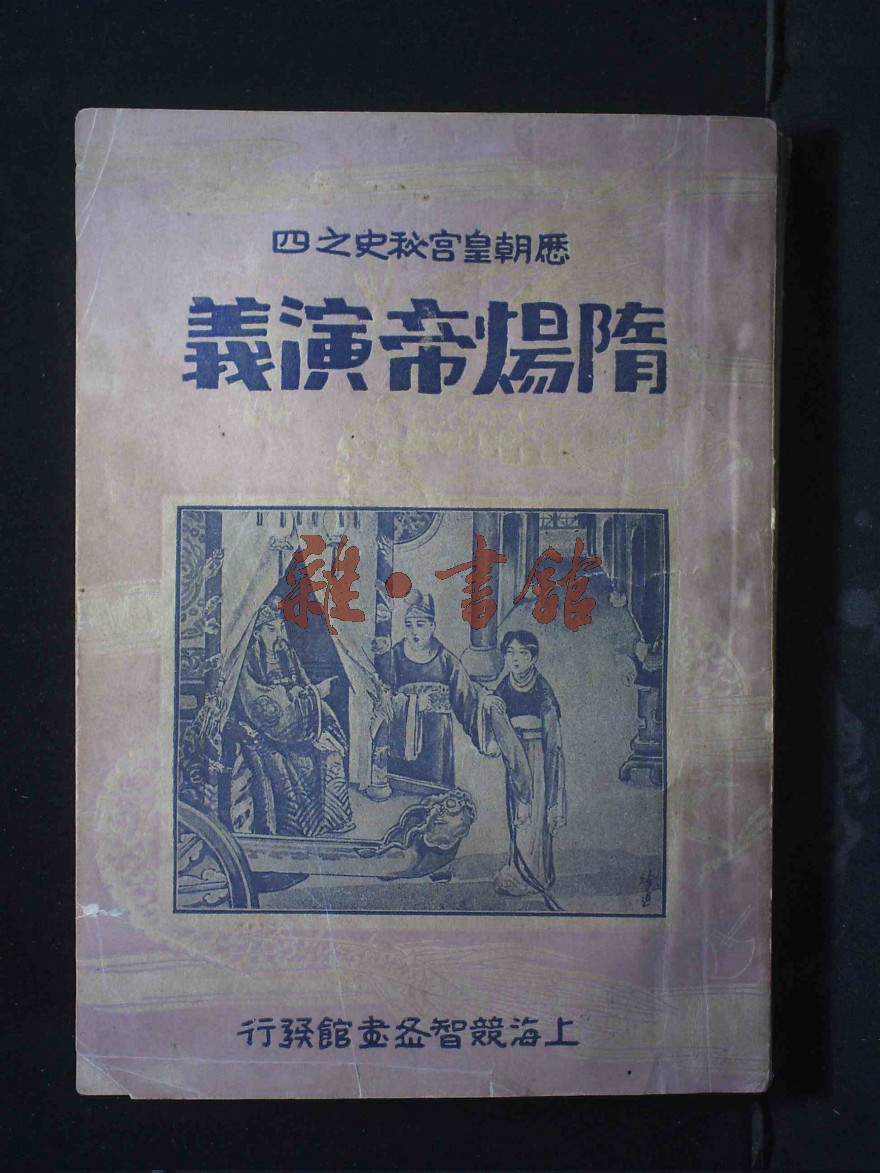 歷朝皇宮秘史之四
隋煬帝演義
雜·書館
上海競智圖書館發行